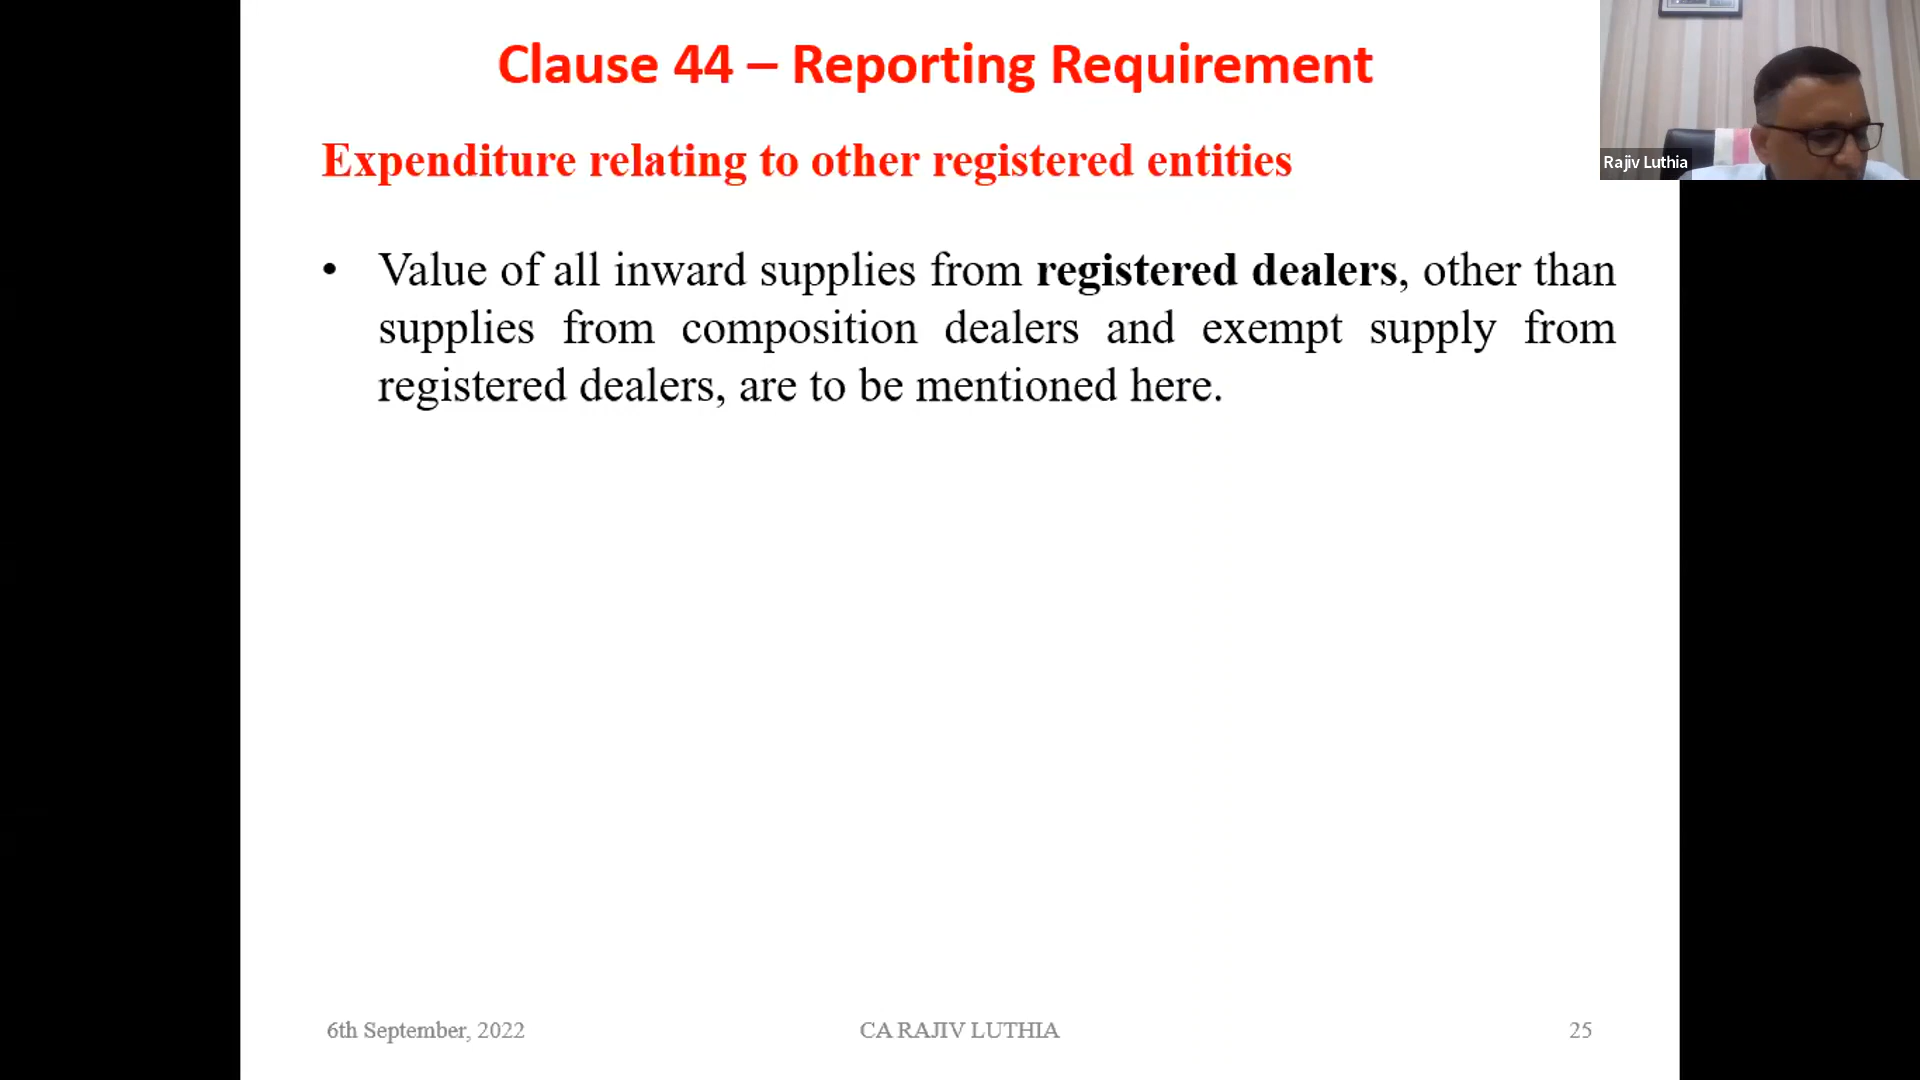 Clause 44 – Reporting Requirement
Expenditure relating to other registered entities
• Value of all inward supplies from registered dealers, other than
supplies from composition dealers and exempt supply from
registered dealers, are to be mentioned here.
Rajiv Luthia
6th September, 2022
CA RAJIV LUTHIA
25